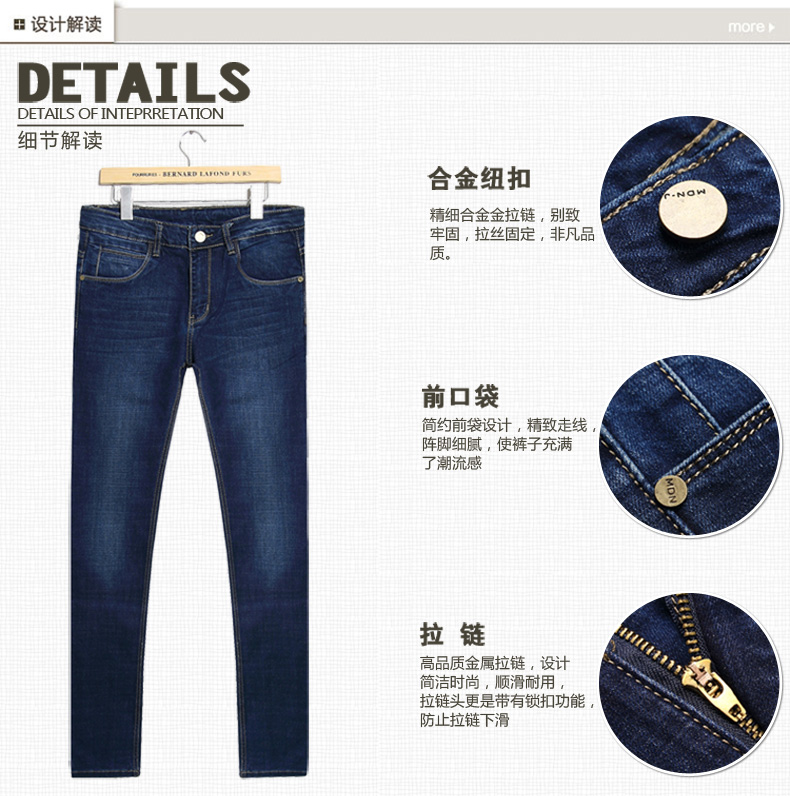 设计解读
more
DETAILS
DETAILS OF INTEPRRETATION
细节解读
BERNARD LAFOND FURS
合金纽扣
精细合金金拉链，别致
牢固，拉丝固定，非凡品
质。
MDN-J
前口袋
简约前袋设计，精致走线，
阵脚细腻，使裤子充满
了潮流感
MDN
拉 链
高品质金属拉链，设计
简洁时尚，顺滑耐用，
拉链头更是带有锁扣功能，
防止拉链下滑